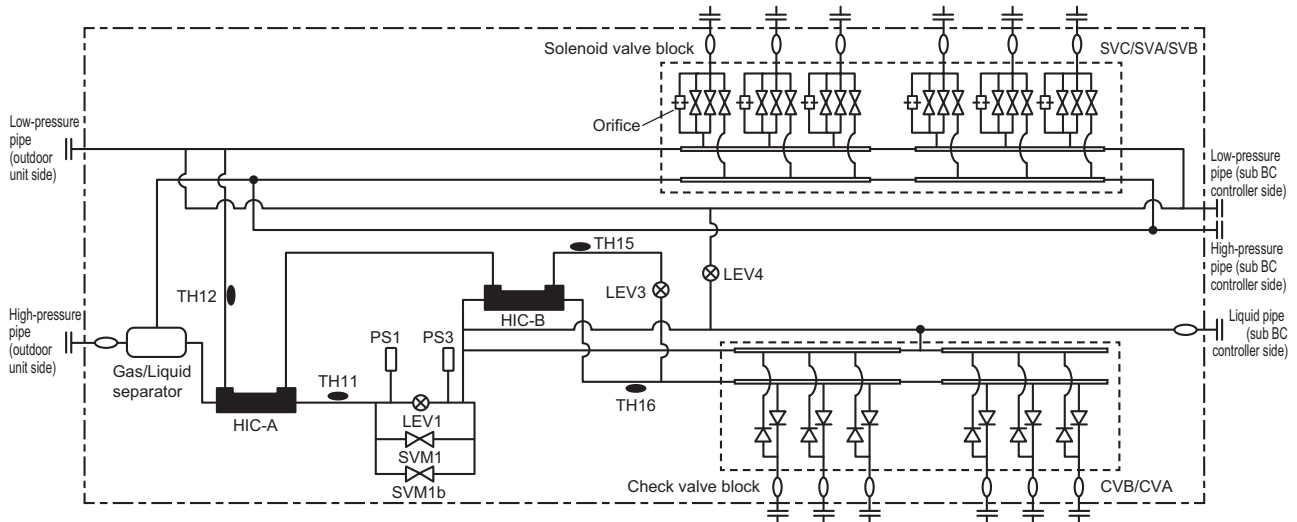 Solenoid valve block
SVC/SVA/SVB
Orifice
Low-pressure
pipe
(outdoor
unit side)
Low-pressure
pipe (sub BC
controller side)
High-pressure
pipe (sub BC
controller side)
TH15
LEV4
TH12
LEV3
HIC-B
High-pressure
pipe
(outdoor
unit side)
PS1
PS3
Liquid pipe
(sub BC
controller side)
Gas/Liquid
separator
TH11
TH16
HIC-A
LEV1
SVM1
SVM1b
Check valve block
CVB/CVA